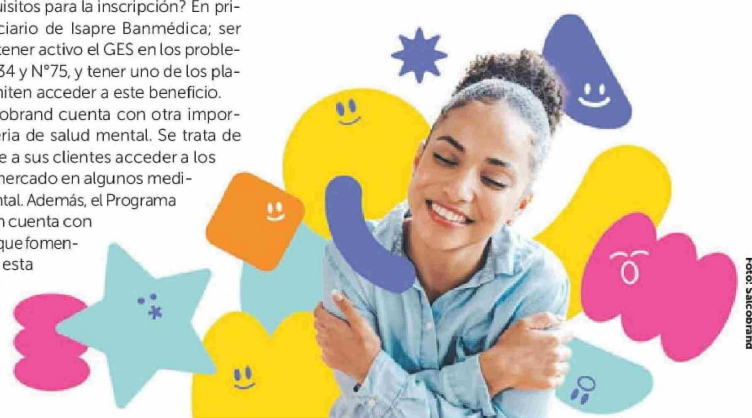 uisitos para la inscripción? En pri-
ciario de Isapre Banmédica; ser
tener activo el GES en los proble-
34 y N°75, y tener uno de los pla-
miten acceder a este beneficio.
obrand cuenta con otra impor-
eria de salud mental. Se trata de
e a sus clientes acceder a los
mercado en algunos medi-
ntal. Además, el Programa
n cuenta con
que fomen-
esta
Foto: Salcobrand